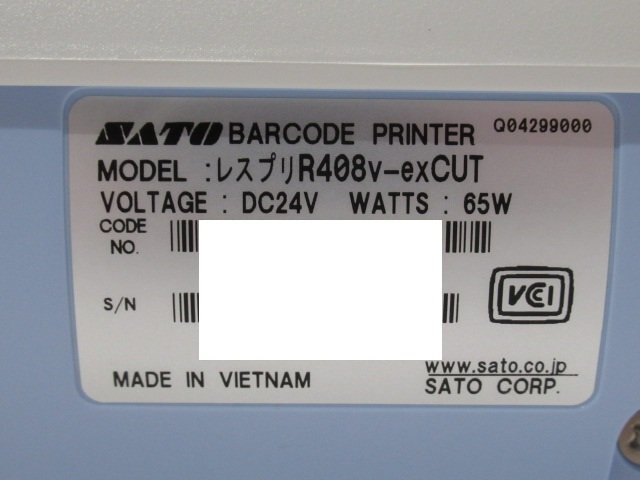 SATO BARCODE PRINTER Q04299000
MODEL :レスプリR408v-exCUT
VOLTAGE : DC24V WATTS : 65W
CODE NO.
S/N
VCI
www.sato.co.jp
MADE IN VIETNAM SATO CORP.